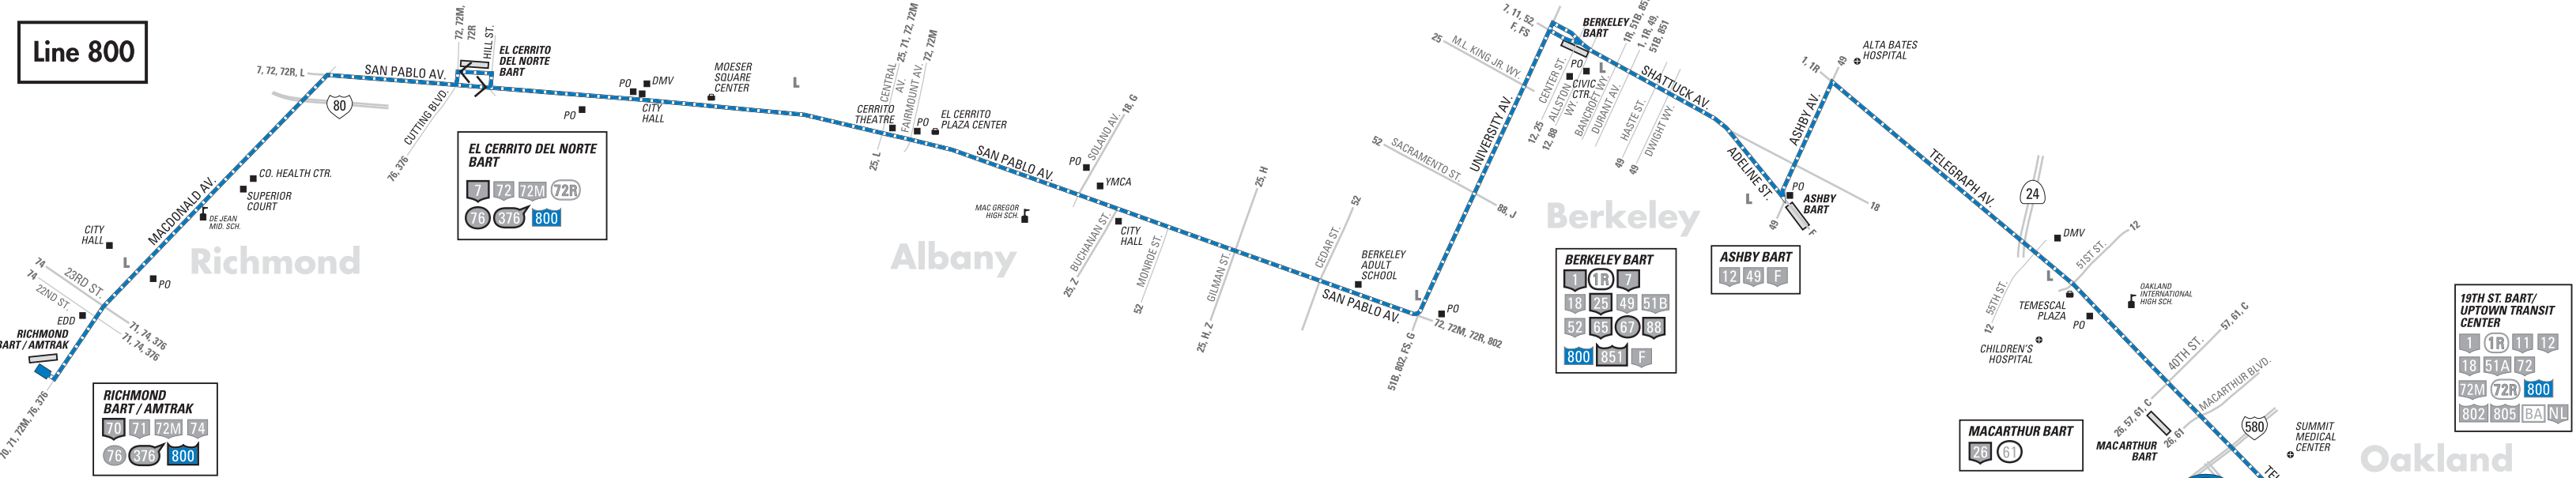 Line 800
7, 72, 72R, L
SAN PABLO AV.
80
72, 72M,
72R
HILL ST.
EL CERRITO
DEL NORTE
BART
CUTTING BLVD.
76, 376
PO
PO
DMV
CITY
HALL
MOESER
SQUARE
CENTER
L
CENTRAL
AV.
25, 71, 72, 72M
FAIRMOUNT AV.
72, 72M
CERRITO
THEATRE
PO
EL CERRITO
PLAZA CENTER
25, L
EL CERRITO DEL NORTE
BART
7 72 72M 72R
76 376 800
MACDONALD AV.
CO. HEALTH CTR.
SUPERIOR
COURT
DE JEAN
MID. SCH.
CITY
HALL
L
PO
Richmond
74
74
23RD ST.
22ND ST.
71, 74, 376
71, 74, 376
EDD
RICHMOND
BART / AMTRAK
70, 71, 72M, 76, 376
RICHMOND
BART / AMTRAK
70 71 72M 74
76 376 800
SAN PABLO AV.
SOLANO AV.
18, G
PO
YMCA
MAC GREGOR
HIGH SCH.
Albany
BUCHANAN ST.
25, Z
CITY
HALL
MONROE ST.
52
GILMAN ST.
25, H
25, H, Z
CEDAR ST.
52
BERKELEY
ADULT
SCHOOL
SAN PABLO AV.
L
PO
72, 72M, 72R, 802
51B, 802, FS, G
UNIVERSITY AV.
52
SACRAMENTO ST.
88, J
25
M.L. KING JR. WY.
7, 11, 52,
F, FS
BERKELEY
BART
1R, 51B, 851
1, 1R, 49,
51B, 851
PO
L
CIVIC
CTR.
CENTER ST.
12, 25
ALLSTON
WY.
12, 88
BANCROFT WY.
DURANT AV.
HASTE ST.
49
DWIGHT WY.
49
SHATTUCK AV.
Berkeley
BERKELEY BART
1 1R 7
18 25 49 51B
52 65 67 88
800 851 F
ADELINE ST.
L
PO
ASHBY
BART
49
F
18
ASHBY BART
12 49 F
ASHBY AV.
1, 1R
49
ALTA BATES
HOSPITAL
TELEGRAPH AV.
24
DMV
51ST ST.
12
55TH ST.
12
L
TEMESCAL
PLAZA
PO
OAKLAND
INTERNATIONAL
HIGH SCH.
CHILDREN'S
HOSPITAL
40TH ST.
57, 61, C
26, 57, 61, C
MACARTHUR BLVD.
26, 61
MACARTHUR
BART
MACARTHUR BART
26 61
580
SUMMIT
MEDICAL
CENTER
Oakland
19TH ST. BART/
UPTOWN TRANSIT
CENTER
1 1R 11 12
18 51A 72
72M 72R 800
802 805 BA NL